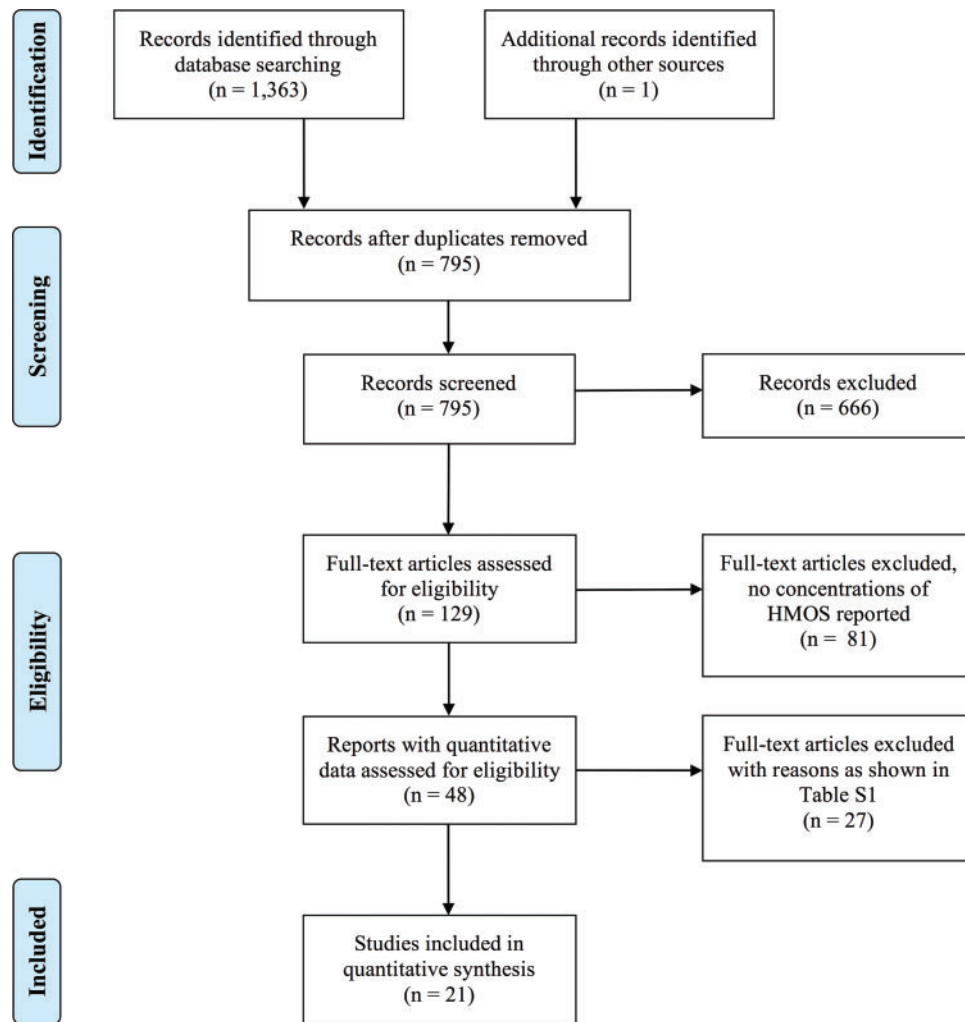 Identification
Records identified through
database searching
(n = 1,363)
Additional records identified
through other sources
(n = 1)
Screening
Records after duplicates removed
(n = 795)
Records screened
(n = 795)
Records excluded
(n = 666)
Eligibility
Full-text articles assessed
for eligibility
(n = 129)
Full-text articles excluded,
no concentrations of
HMOS reported
(n = 81)
Reports with quantitative
data assessed for eligibility
(n = 48)
Full-text articles excluded
with reasons as shown in
Table S1
(n = 27)
Included
Studies included in
quantitative synthesis
(n = 21)